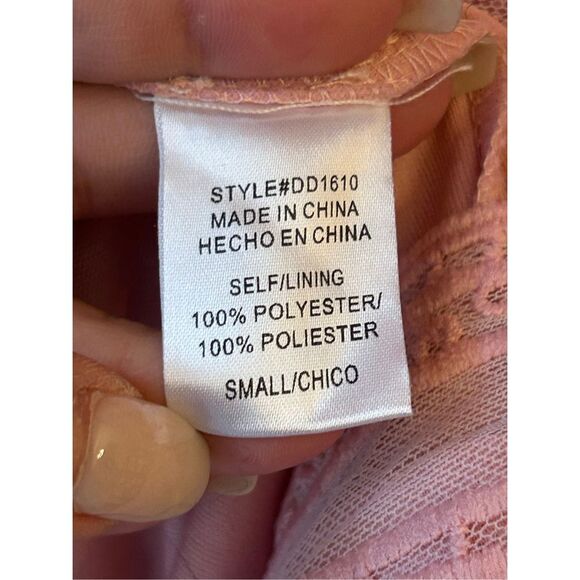 STYLE#DD1610
MADE IN CHINA
HECHO EN CHINA
SELF/LINING
100% POLYESTER/
100% POLIESTER
SMALL/CHICO